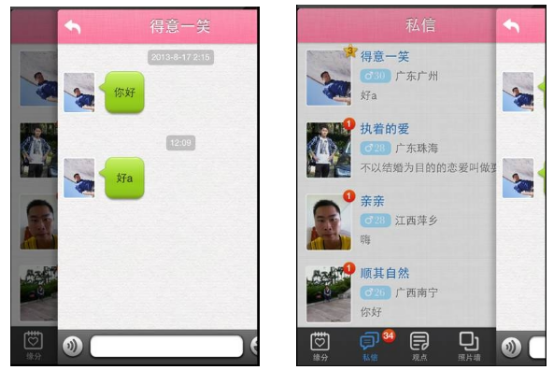 得意一笑
2013-8-17 2:15
你好
12:09
好a
缘分
私信
得意一笑
♂30 广东广州
好a
1
执着的爱
♂28 广东珠海
不以结婚为目的的恋爱叫做耍
1
亲亲
♂28 江西萍乡
嗨
1
顺其自然
♂26 广西南宁
你好
34
缘分
私信
观点
照片墙